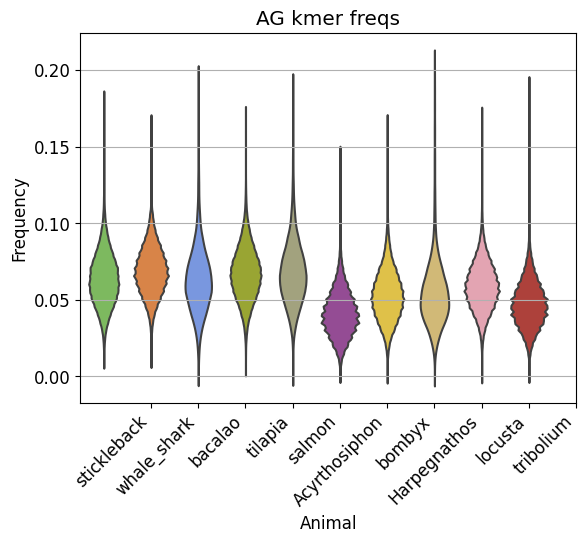 AG kmer freqs
Frequency
0.20
0.15
0.10
0.05
0.00
stickleback
whale_shark
bacalao
tilapia
salmon
Acyrthosiphon
bombyx
Harpegnathos
locusta
tribolium
Animal